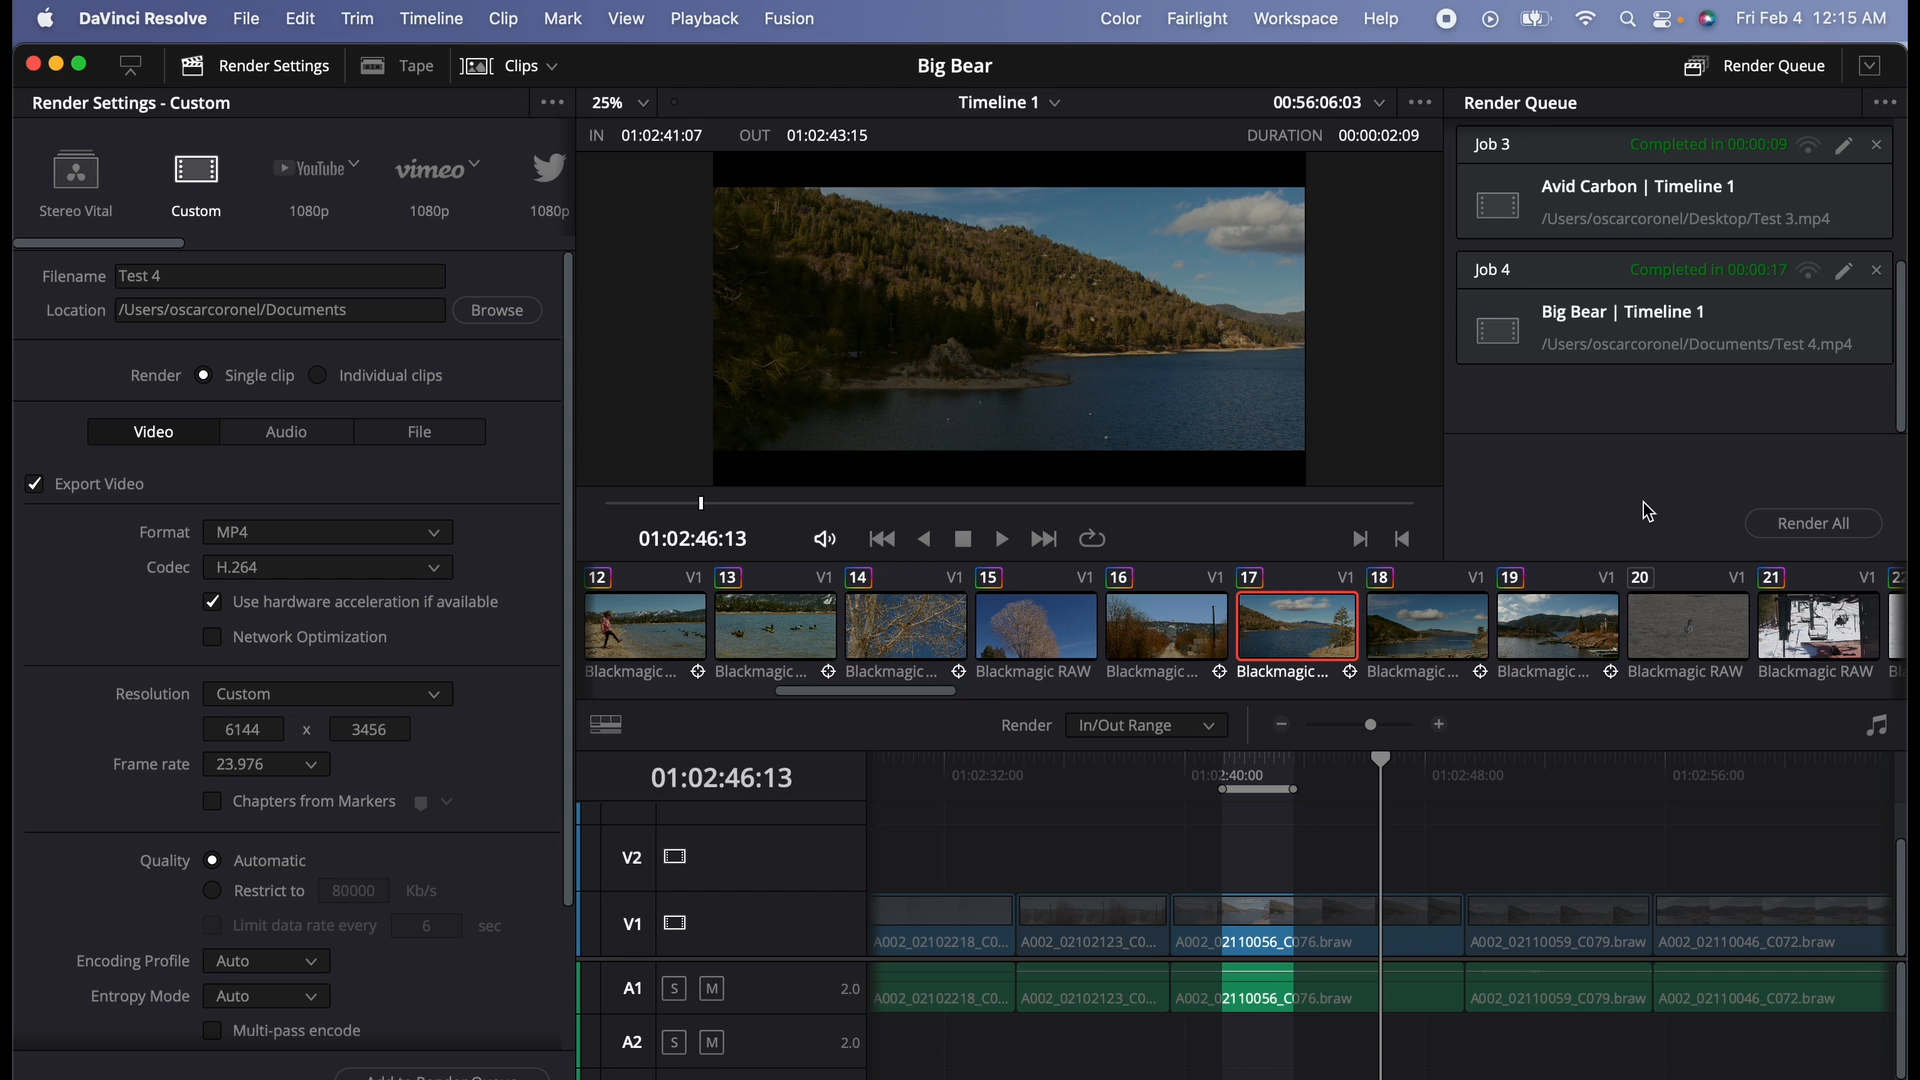 DaVinci Resolve File Edit Trim Timeline Clip Mark View Playback Fusion Color Fairlight Workspace Help Fri Feb 4 12:15 AM
Render Settings Tape Clips Big Bear Render Queue
Render Settings - Custom
25% Timeline 1 00:56:06:03
Render Queue
IN 01:02:41:07 OUT 01:02:43:15 DURATION 00:00:02:09
YouTube vimeo
Stereo Vital Custom 1080p 1080p 1080p
Filename Test 4
Location /Users/oscarcoronel/Documents Browse
Render Single clip Individual clips
Video Audio File
Export Video
Format MP4
Codec H.264
Use hardware acceleration if available
Network Optimization
Resolution Custom
6144 x 3456
Frame rate 23.976
Chapters from Markers
Quality Automatic
Restrict to 80000 Kb/s
Limit data rate every 6 sec
Encoding Profile Auto
Entropy Mode Auto
Multi-pass encode
Job 3 Completed in 00:00:09
Avid Carbon | Timeline 1
/Users/oscarcoronel/Desktop/Test 3.mp4
Job 4 Completed in 00:00:17
Big Bear | Timeline 1
/Users/oscarcoronel/Documents/Test 4.mp4
Render All
01:02:46:13
12 V1 13 V1 14 V1 15 V1 16 V1 17 V1 18 V1 19 V1 20 V1 21 V1 22
Blackmagic ... Blackmagic ... Blackmagic ... Blackmagic RAW Blackmagic ... Blackmagic ... Blackmagic ... Blackmagic ... Blackmagic RAW Blackmagic RAW Bl
Render In/Out Range
01:02:46:13
01:02:32:00 01:02:40:00 01:02:48:00 01:02:56:00
V2
V1
A002_02102218_C0... A002_02102123_C0... A002_02110056_C076.braw A002_02110059_C079.braw A002_02110046_C072.braw
A1 S M 2.0
A002_02102218_C0... A002_02102123_C0... A002_02110056_C076.braw A002_02110059_C079.braw A002_02110046_C072.braw
A2 S M 2.0